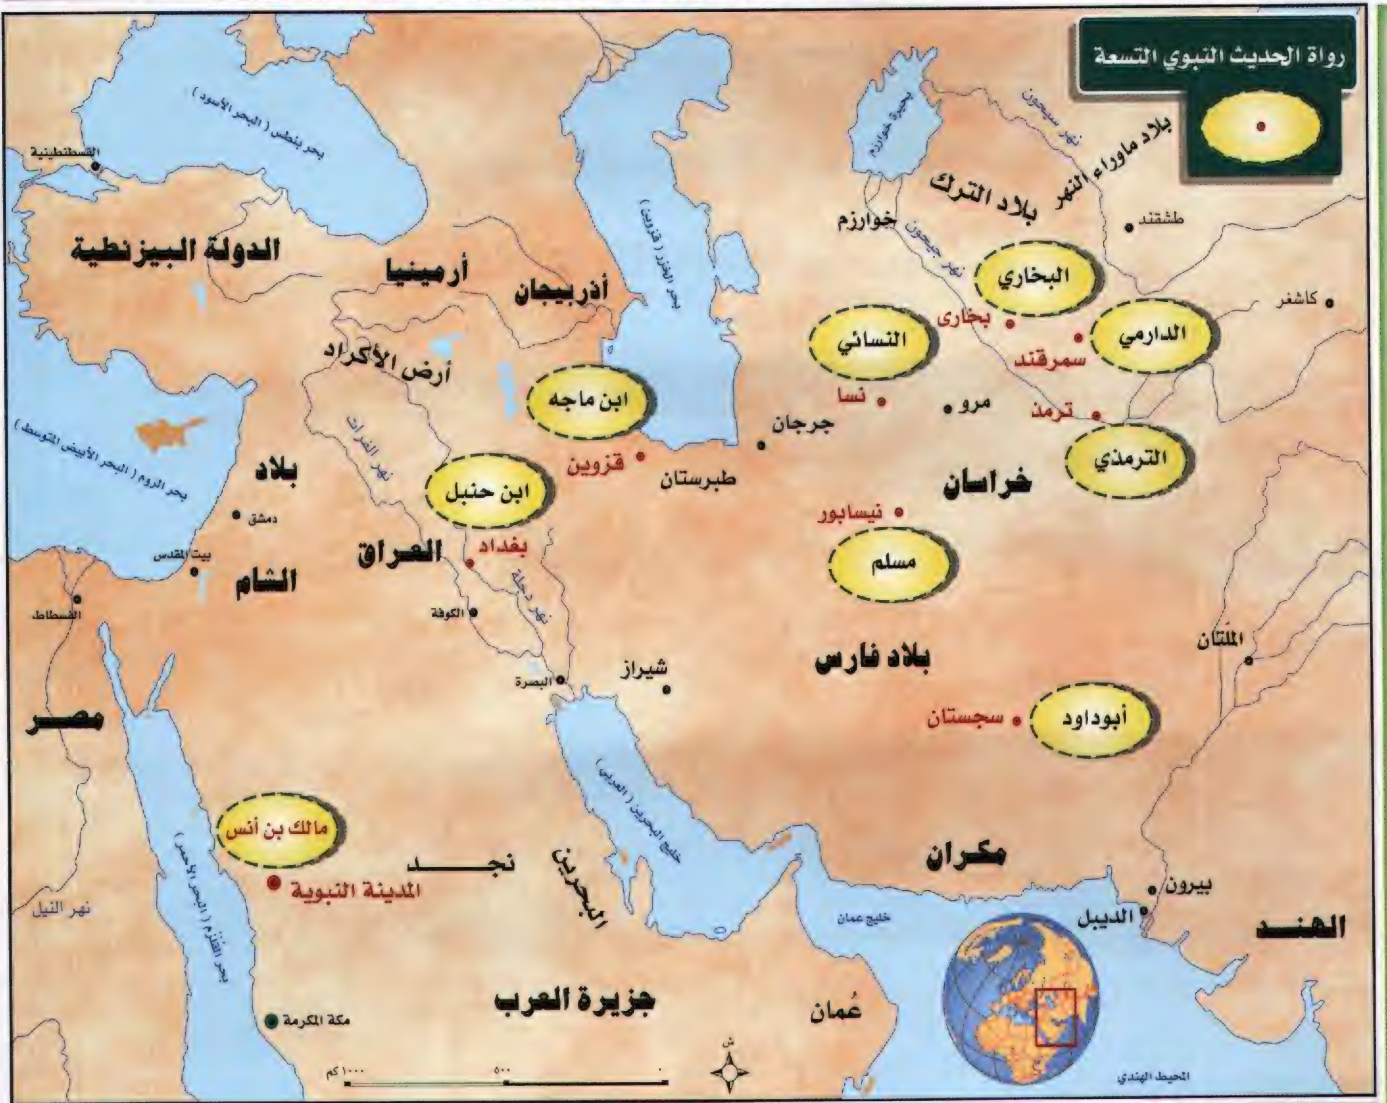 رواة الحديث النبوي التسعة
بحر بنطس ( البحر الأسود )
القسطنطينية
الدولة البيزنطية
أرمينيا
أذربيجان
أرض الأكراد
بحر الخزر ( قزوين )
بحيرة خوارزم
نهر سيحون
بلاد ماوراء النهر
بلاد الترك
خوارزم
نهر جيحون
طشقند
كاشغر
البخاري
بخارى
الدارمي
سمرقند
النسائي
نسا
مرو
ترمذ
الترمذي
ابن ماجه
قزوين
طبرستان
جرجان
خراسان
نيسابور
مسلم
ابن حنبل
بغداد
العراق
نهر الفرات
نهر دجلة
الكوفة
البصرة
بحر الروم ( البحر الأبيض المتوسط )
بلاد
الشام
دمشق
بيت المقدس
الفسطاط
مصر
نهر النيل
شيراز
بلاد فارس
سجستان
أبوداود
الملتان
مالك بن أنس
المدينة النبوية
نجد
البحرين
خليج البحرين ( العربي )
بحر القلزم ( البحر الأحمر )
مكة المكرمة
جزيرة العرب
عُمان
خليج عمان
مكران
بيرون
الديبل
الهند
المحيط الهندي
ش
٠
٥٠٠
١٠٠٠ كم